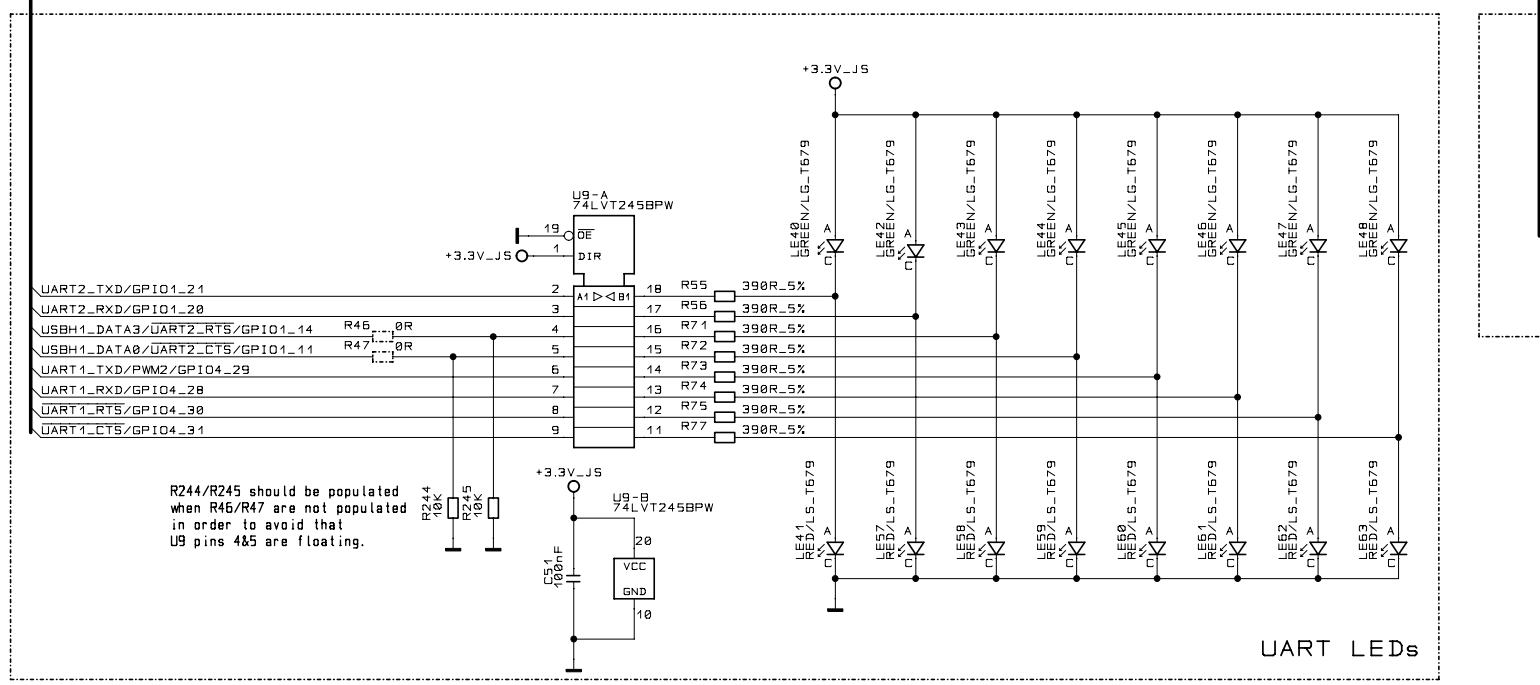 +3.3V_JS
GREEN/LG_T679
LE40
GREEN/LG_T679
LE42
GREEN/LG_T679
LE43
GREEN/LG_T679
LE44
GREEN/LG_T679
LE45
GREEN/LG_T679
LE46
GREEN/LG_T679
LE47
GREEN/LG_T679
LE48
A A A A A A A A
C C C C C C C C
U9-A
74LVT245BPW
19 OE
+3.3V_JS 1 DIR
UART2_TXD/GPIO1_21 2 A1 B1 18 R55 390R_5%
UART2_RXD/GPIO1_20 3 17 R56 390R_5%
USBH1_DATA3/UART2_RTS/GPIO1_14 R46 0R 4 16 R71 390R_5%
USBH1_DATA0/UART2_CTS/GPIO1_11 R47 0R 5 15 R72 390R_5%
UART1_TXD/PWM2/GPIO4_29 6 14 R73 390R_5%
UART1_RXD/GPIO4_28 7 13 R74 390R_5%
UART1_RTS/GPIO4_30 8 12 R75 390R_5%
UART1_CTS/GPIO4_31 9 11 R77 390R_5%
R244/R245 should be populated
when R46/R47 are not populated
in order to avoid that
U9 pins 4&5 are floating.
R244
10K
R245
10K
+3.3V_JS
U9-B
74LVT245BPW
C51
100nF
20
VCC
GND
10
LE41
RED/LS_T679
LE57
RED/LS_T679
LE58
RED/LS_T679
LE59
RED/LS_T679
LE60
RED/LS_T679
LE61
RED/LS_T679
LE62
RED/LS_T679
LE63
RED/LS_T679
A A A A A A A A
C C C C C C C C
UART LEDs